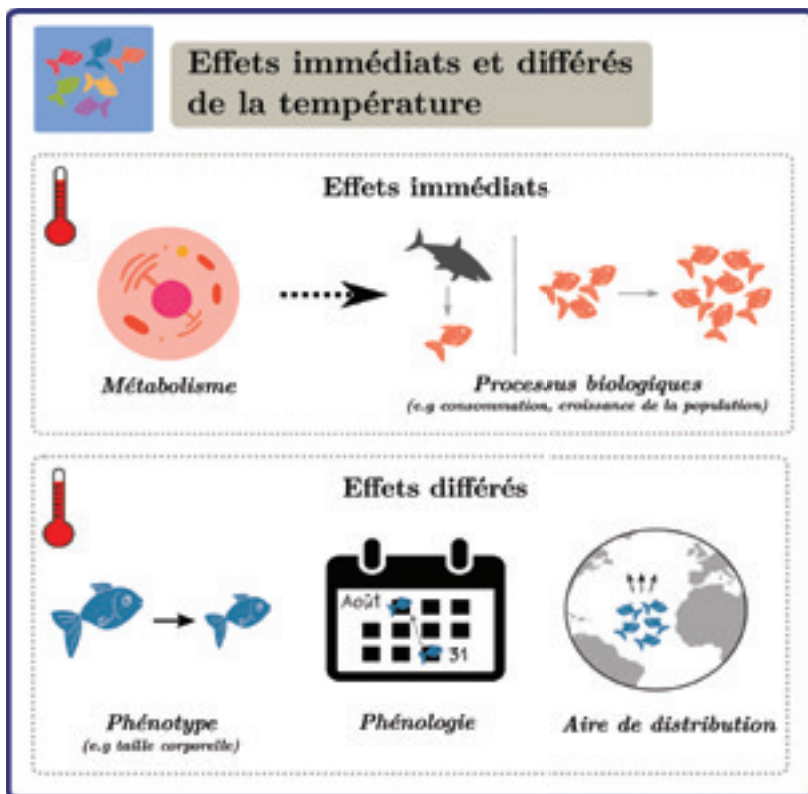 Effets immédiats et différés
de la température
Effets immédiats
Métabolisme
Processus biologiques
(e.g consommation, croissance de la population)
Effets différés
Août
31
Phénotype
(e.g taille corporelle)
Phénologie
Aire de distribution